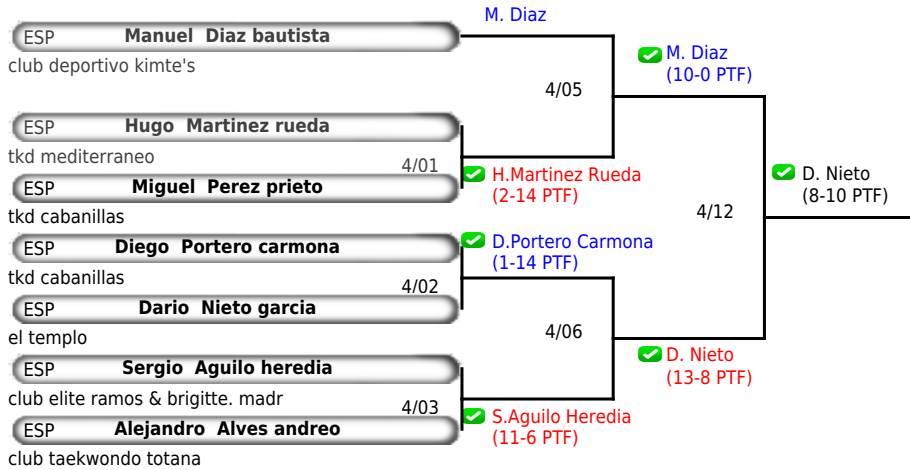 M. Diaz
ESP Manuel Diaz bautista
club deportivo kimte's
M. Diaz
(10-0 PTF)
4/05
ESP Hugo Martinez rueda
tkd mediterraneo
4/01
H.Martinez Rueda
(2-14 PTF)
ESP Miguel Perez prieto
tkd cabanillas
D. Nieto
(8-10 PTF)
4/12
ESP Diego Portero carmona
tkd cabanillas
D.Portero Carmona
(1-14 PTF)
4/02
ESP Dario Nieto garcia
el templo
4/06
D. Nieto
(13-8 PTF)
ESP Sergio Aguilo heredia
club elite ramos & brigitte. madr
4/03
S.Aguilo Heredia
(11-6 PTF)
ESP Alejandro Alves andreo
club taekwondo totana